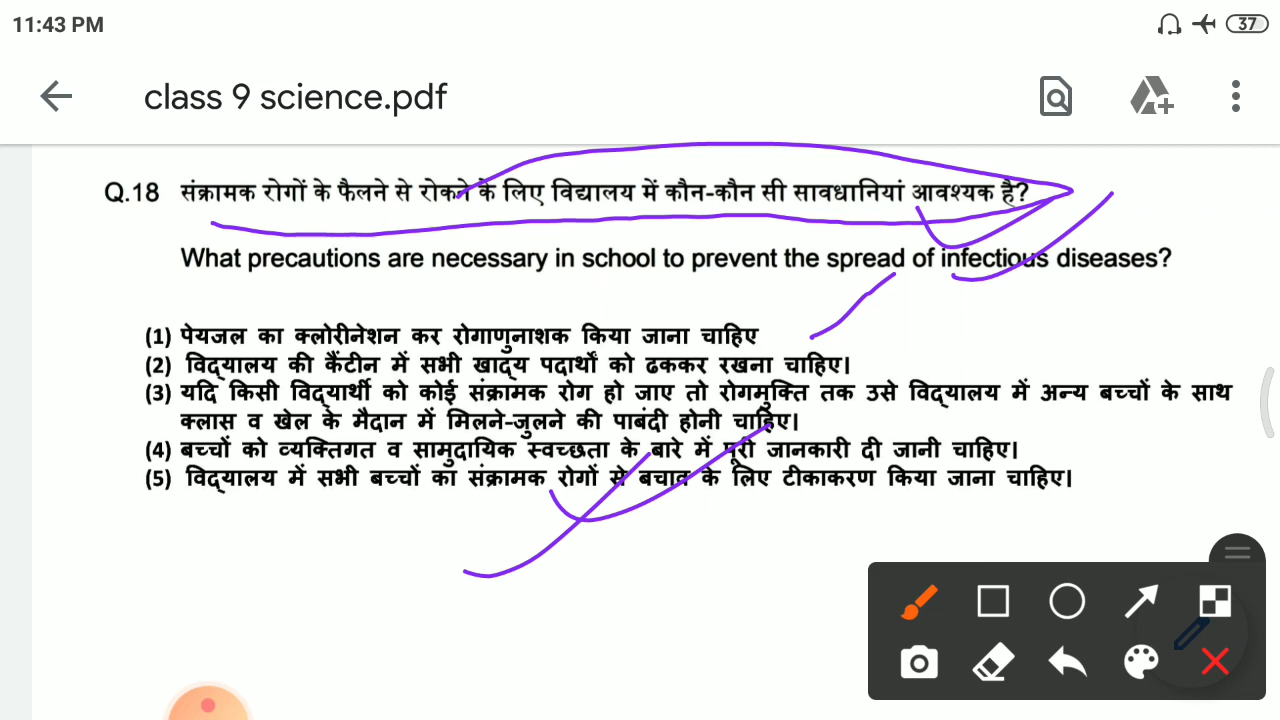 11:43 PM
37
class 9 science.pdf
Q.18 संक्रामक रोगों के फैलने से रोकने के लिए विद्यालय में कौन-कौन सी सावधानियां आवश्यक है?
What precautions are necessary in school to prevent the spread of infectious diseases?
(1) पेयजल का क्लोरीनेशन कर रोगाणुनाशक किया जाना चाहिए
(2) विद्यालय की कैंटीन में सभी खाद्य पदार्थों को ढककर रखना चाहिए।
(3) यदि किसी विद्यार्थी को कोई संक्रामक रोग हो जाए तो रोगमुक्ति तक उसे विद्यालय में अन्य बच्चों के साथ
क्लास व खेल के मैदान में मिलने-जुलने की पाबंदी होनी चाहिए।
(4) बच्चों को व्यक्तिगत व सामुदायिक स्वच्छता के बारे में पूरी जानकारी दी जानी चाहिए।
(5) विद्यालय में सभी बच्चों का संक्रामक रोगों से बचाव के लिए टीकाकरण किया जाना चाहिए।